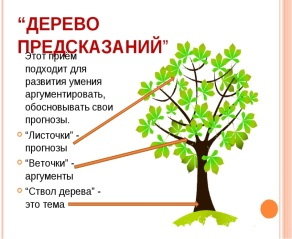 “ДЕРЕВО
ПРЕДСКАЗАНИЙ”
Этот прием
подходит для
развития умения
аргументировать,
обосновывать свои
прогнозы.
“Листочки” -
прогнозы
“Веточки” -
аргументы
“Ствол дерева” -
это тема